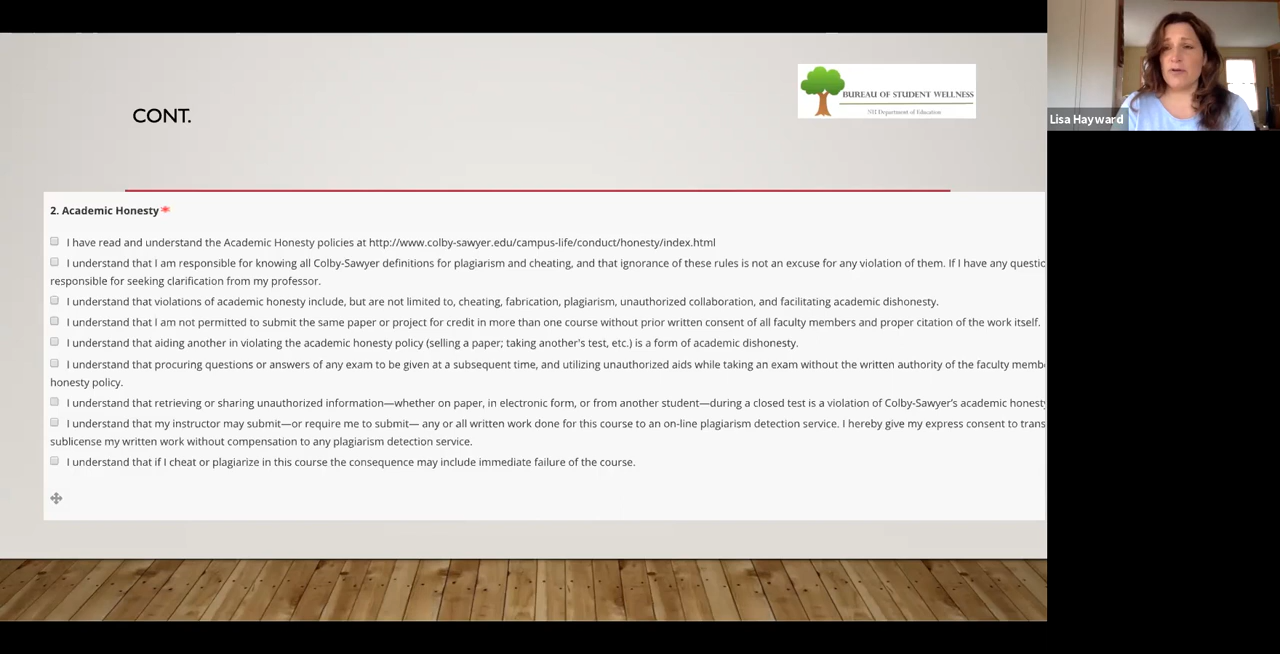 CONT.
BUREAU OF STUDENT WELLNESS
NH Department of Education
Lisa Hayward
2. Academic Honesty*
I have read and understand the Academic Honesty policies at http://www.colby-sawyer.edu/campus-life/conduct/honesty/index.html
I understand that I am responsible for knowing all Colby-Sawyer definitions for plagiarism and cheating, and that ignorance of these rules is not an excuse for any violation of them. If I have any
responsible for seeking clarification from my professor.
I understand that violations of academic honesty include, but are not limited to, cheating, fabrication, plagiarism, unauthorized collaboration, and facilitating academic dishonesty.
I understand that I am not permitted to submit the same paper or project for credit in more than one course without prior written consent of all faculty members and proper citation of the work itself.
I understand that aiding another in violating the academic honesty policy (selling a paper; taking another's test, etc.) is a form of academic dishonesty.
I understand that procuring questions or answers of any exam to be given at a subsequent time, and utilizing unauthorized aids while taking an exam without the written authority of the faculty
honesty policy.
I understand that retrieving or sharing unauthorized information—whether on paper, in electronic form, or from another student—during a closed test is a violation of Colby-Sawyer's academic honesty
I understand that my instructor may submit—or require me to submit— any or all written work done for this course to an on-line plagiarism detection service. I hereby give my express consent to
sublicense my written work without compensation to any plagiarism detection service.
I understand that if I cheat or plagiarize in this course the consequence may include immediate failure of the course.